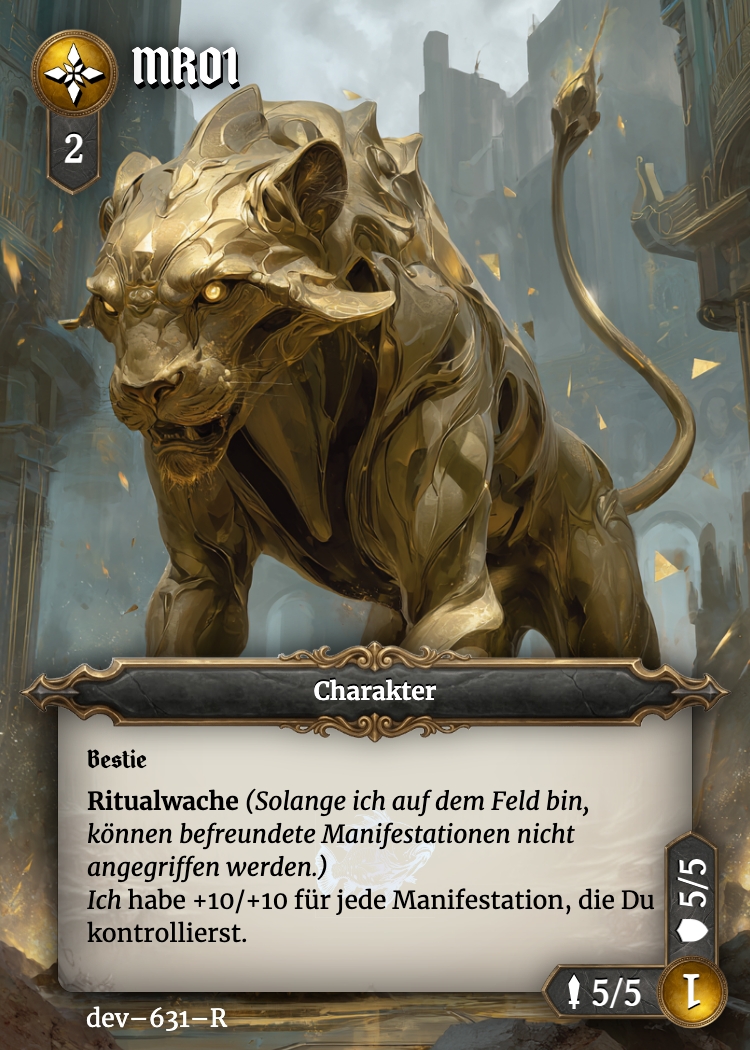 MR01
2
Charakter
Bestie
Ritualwache (Solange ich auf dem Feld bin,
können befreundete Manifestationen nicht
angegriffen werden.)
Ich habe +10/+10 für jede Manifestation, die Du
kontrollierst.
5/5
5/5
1
dev–631–R